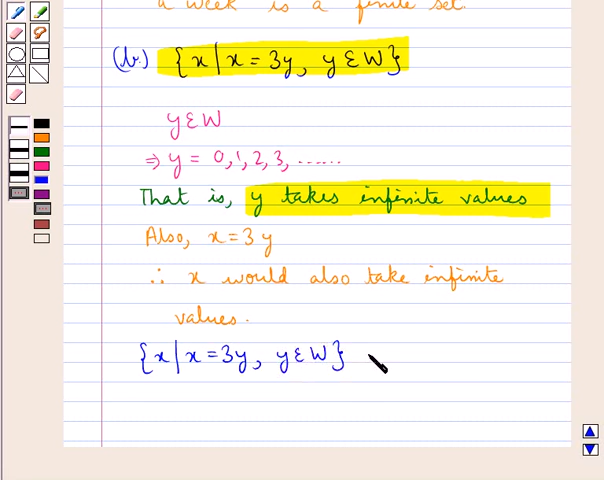 a week is a finite set.
(b.) {x | x = 3y, y ∈ W}
y ∈ W
⇒ y = 0, 1, 2, 3, ......
That is, y takes infinite values
Also, x = 3y
∴ x would also take infinite
values.
{x | x = 3y, y ∈ W}